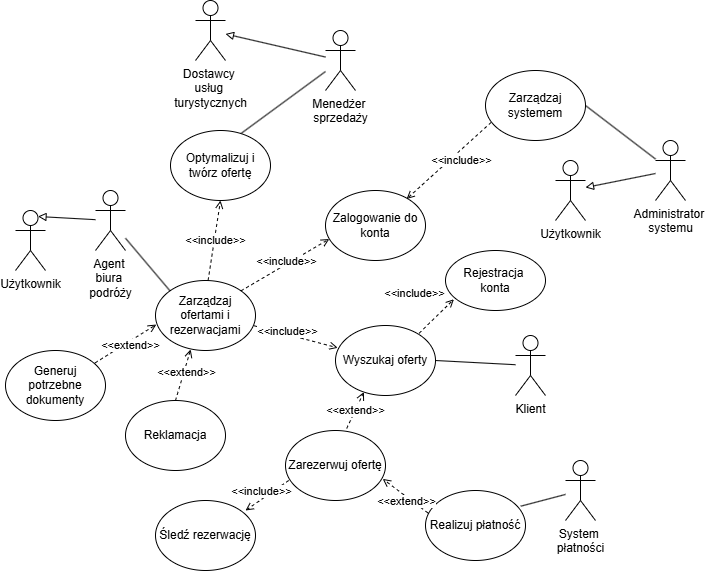 Dostawcy
usług
turystycznych
Menedżer
sprzedaży
Zarządzaj
systemem
Optymalizuj i
twórz ofertę
<<include>>
Użytkownik
Administrator
systemu
Zalogowanie do
konta
Użytkownik
Agent
biura
podróży
<<include>>
<<include>>
Rejestracja
konta
<<include>>
Zarządzaj
ofertami i
rezerwacjami
<<include>>
<<extend>>
Wyszukaj oferty
Generuj
potrzebne
dokumenty
<<extend>>
Klient
<<extend>>
Reklamacja
Zarezerwuj ofertę
<<include>>
<<extend>>
Śledź rezerwację
Realizuj płatność
System
płatności